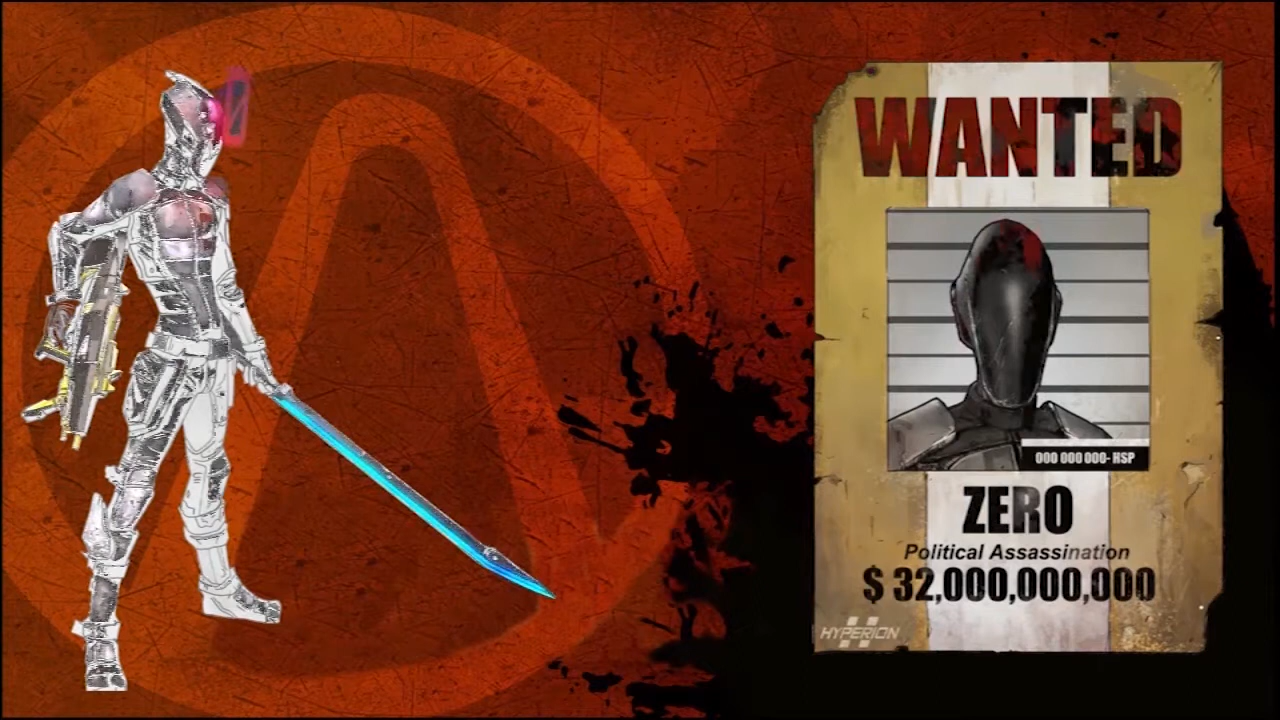 WANTED
000 000 000- HSP
ZERO
Political Assassination
$ 32,000,000,000
HYPERION